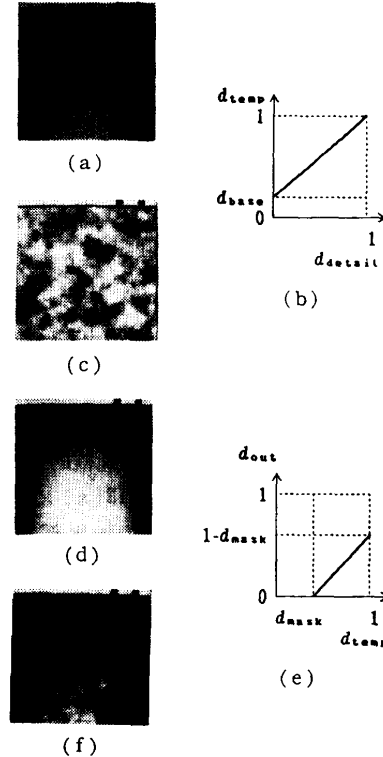 (a)
d_temp
1
d_base
0
1
d_detail
(b)
(c)
(d)
d_out
1
1-d_mask
0
d_mask
1
d_temp
(e)
(f)